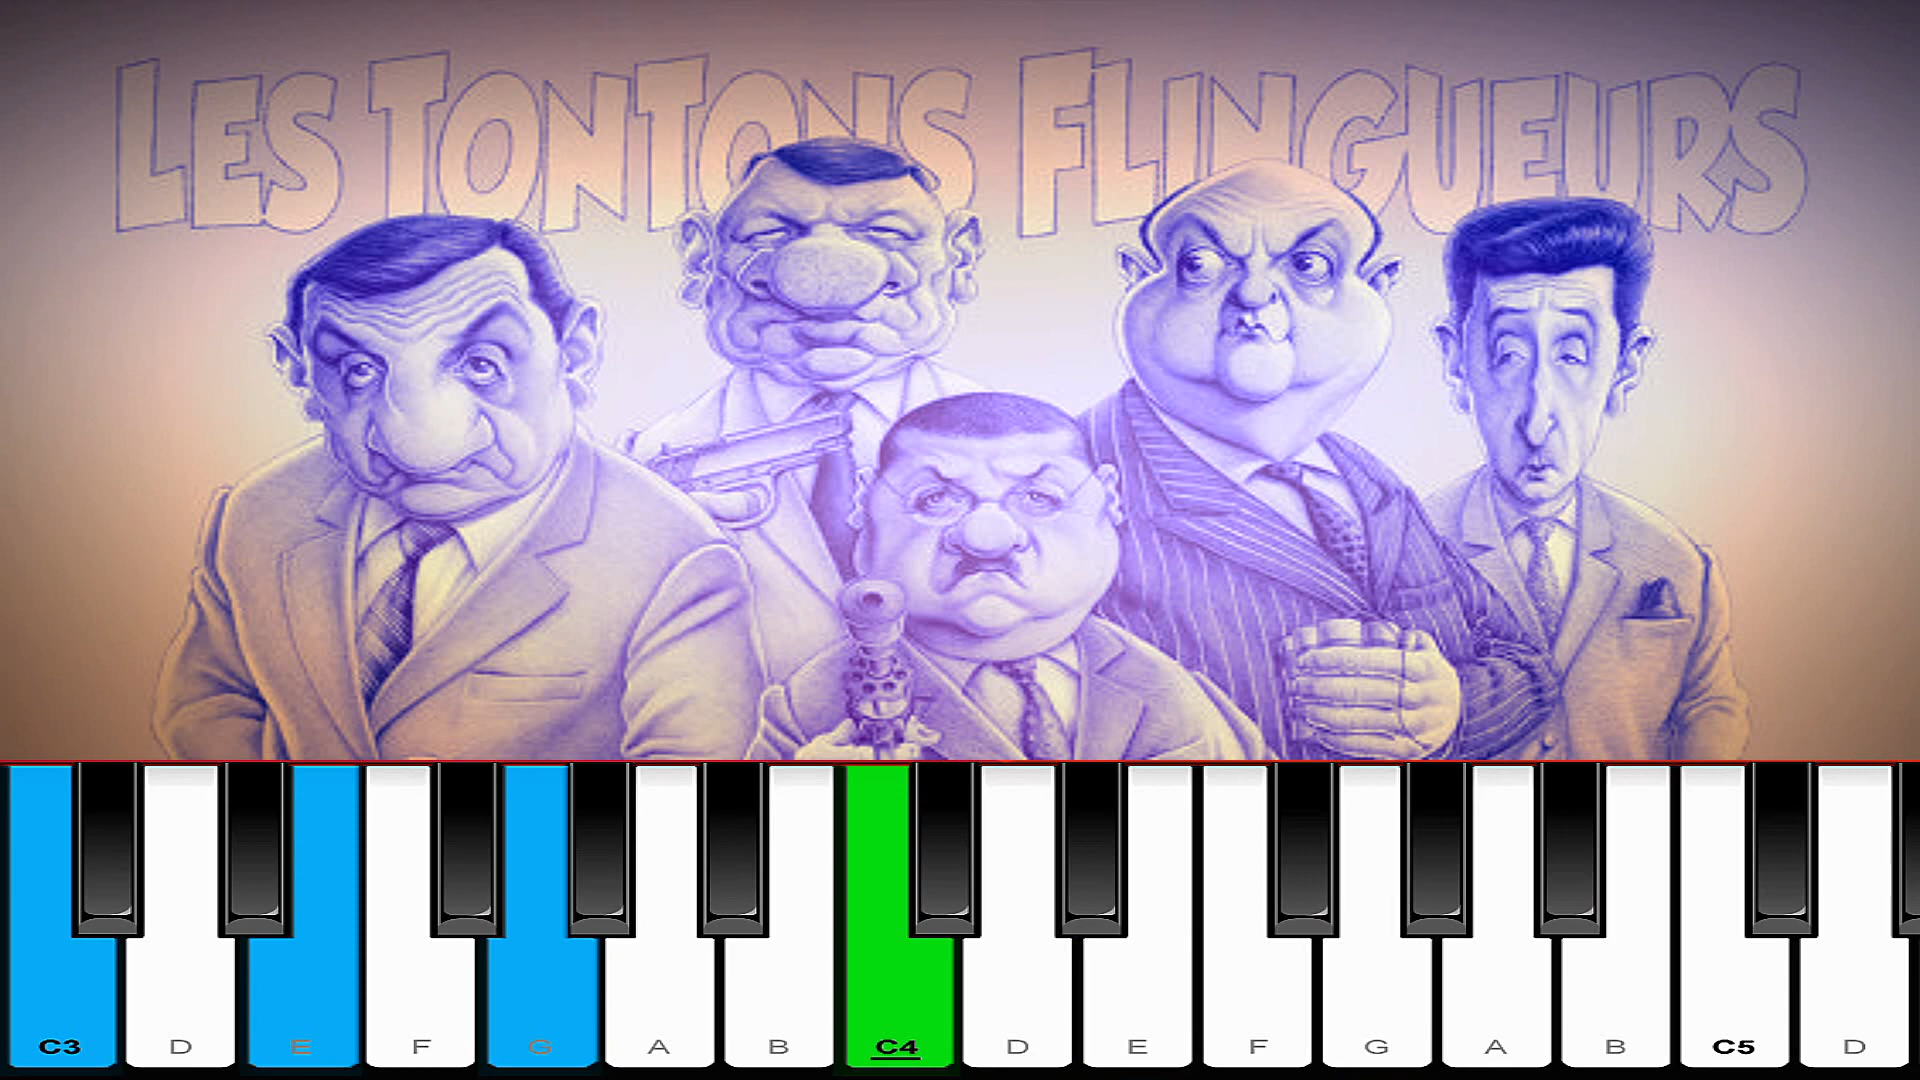 LES TONTONS FLINGUEURS
C3 D E F G A B C4 D E F G A B C5 D